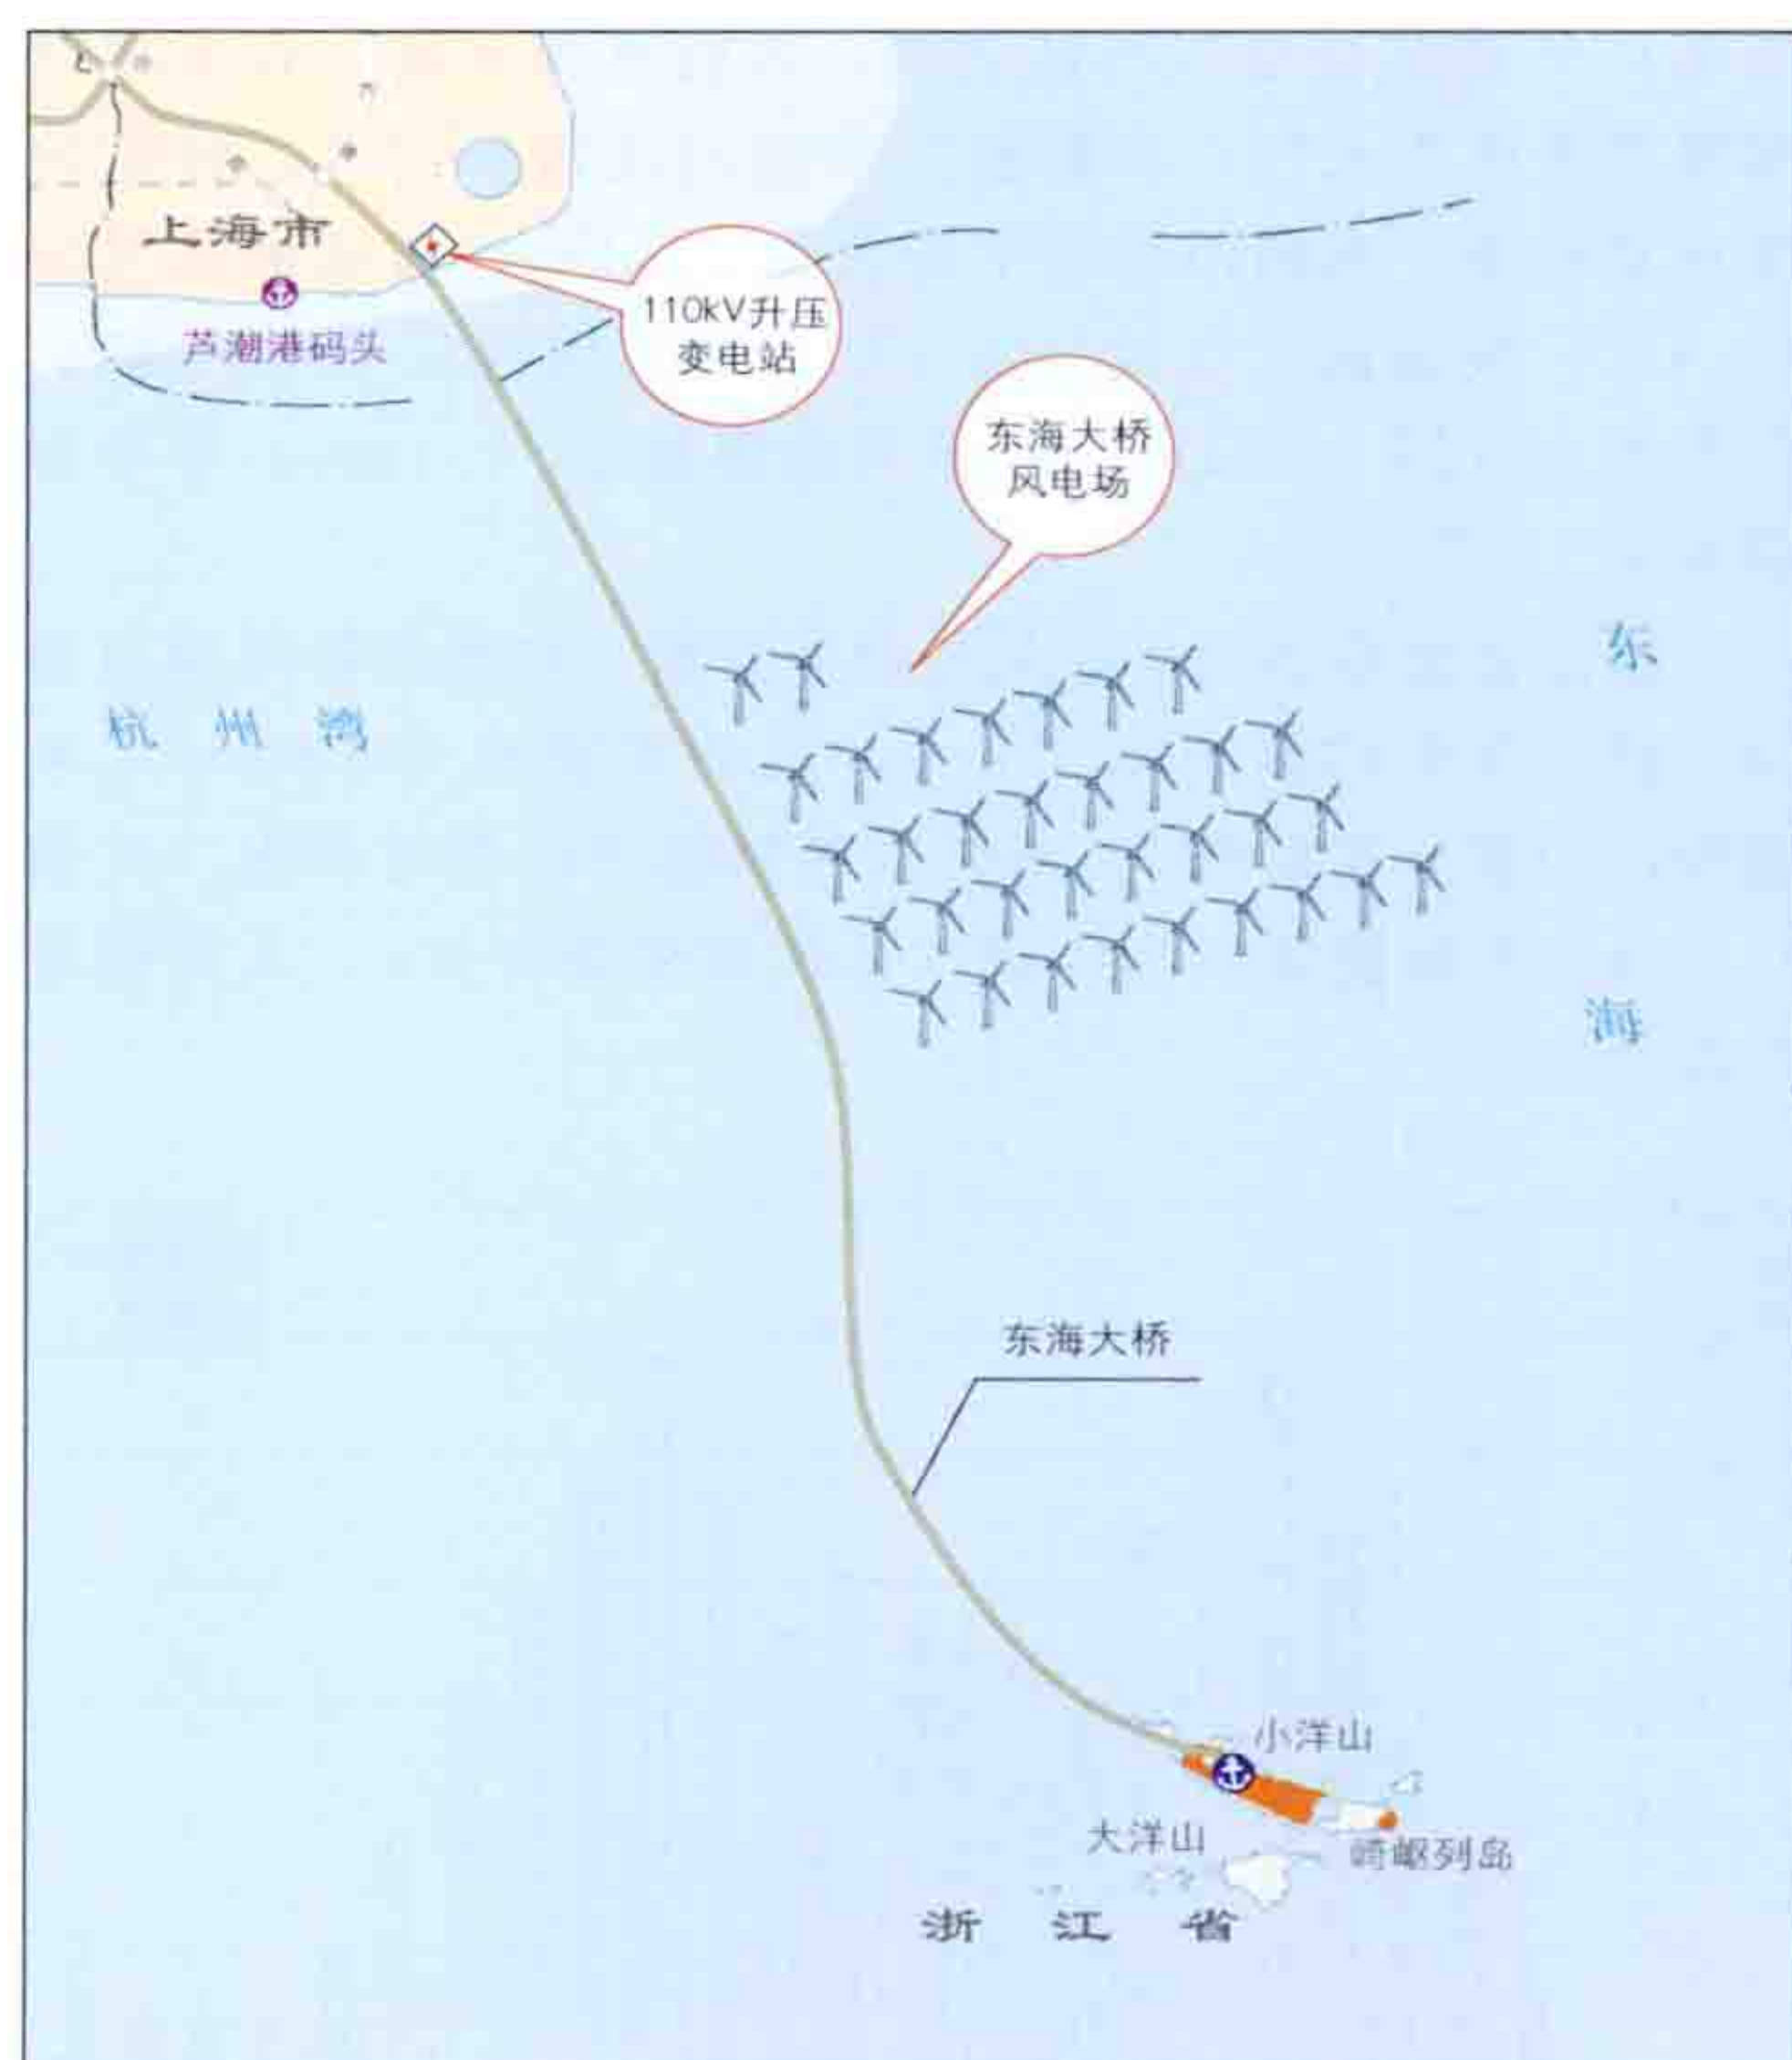 上海市
芦潮港码头
110kV升压
变电站
东海大桥
风电场
杭州湾
东
海
东海大桥
小洋山
大洋山
崎岖列岛
浙江省